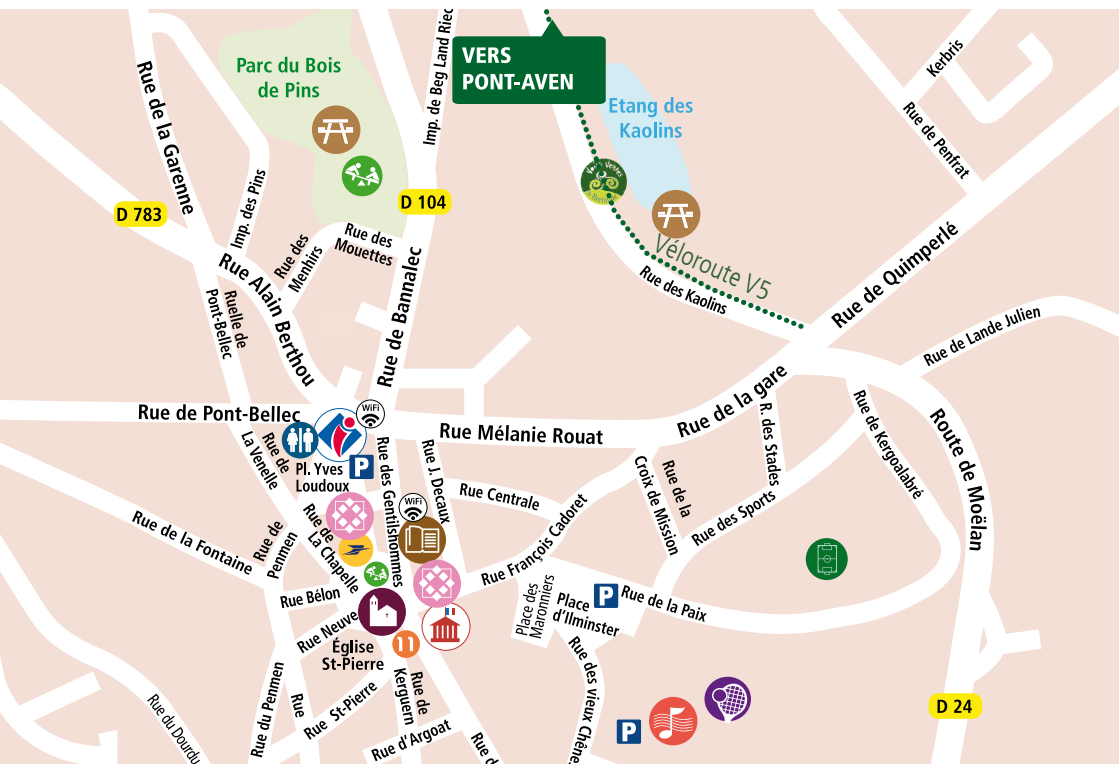 VERS
PONT-AVEN
Kerbris
Imp. de Beg Land Riec
Parc du Bois
de Pins
Etang des
Kaolins
Rue de la Garenne
Rue de Penfrat
D 104
D 783
Imp. des Pins
Rue des
Mouettes
Rue des
Menhirs
Véloroute V5
Rue de Quimperlé
Rue des Kaolins
Rue Alain Berthou
Ruelle de
Pont-Bellec
Rue de Bannalec
Rue de Lande Julien
Rue de la gare
R. des Stades
Rue de Kergoalabré
Route de Moëlan
WiFi
Rue de Pont-Bellec
Rue Mélanie Rouat
Rue de
La Venelle
Pl. Yves
Loudoux
P
Rue des Gentilshommes
Rue J. Decaux
Rue Centrale
Rue de la
Croix de Mission
Rue des Sports
WiFi
Rue de la Fontaine
Rue de
Penmen
Rue de
La Chapelle
Rue François Cadoret
Rue Bélon
Place des
Maronniers
Place
d'Ilminster
P
Rue de la Paix
Rue Neuve
Église
St-Pierre
11
Rue des vieux Chêne
Rue du Penmen
Rue
Rue St-Pierre
Rue de
Kerguern
Rue d'Argoat
Rue du Dourdu
P
D 24